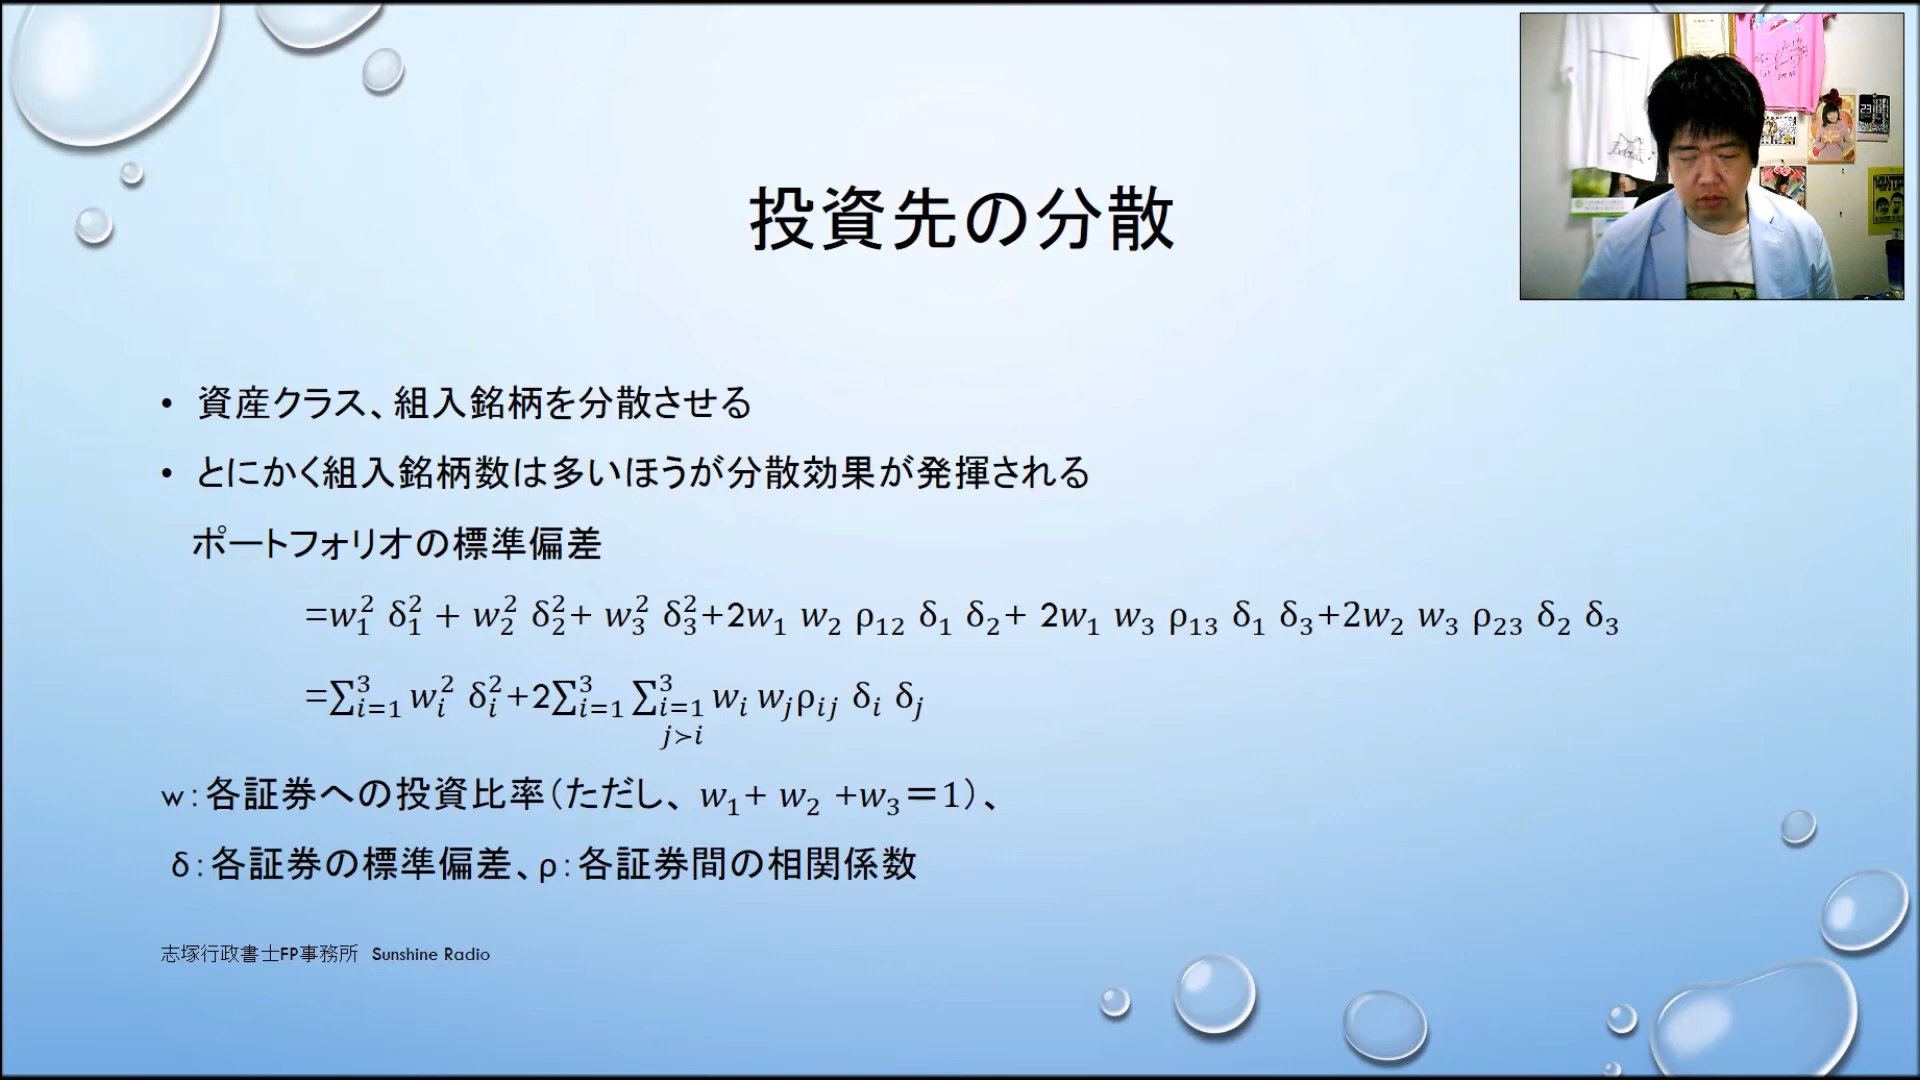 投資先の分散
• 資産クラス、組入銘柄を分散させる
• とにかく組入銘柄数は多いほうが分散効果が発揮される
ポートフォリオの標準偏差
=w₁² δ₁² + w₂² δ₂²+ w₃² δ₃²+2w₁ w₂ ρ₁₂ δ₁ δ₂+ 2w₁ w₃ ρ₁₃ δ₁ δ₃+2w₂ w₃ ρ₂₃ δ₂ δ₃
=∑³ᵢ₌₁ wᵢ² δᵢ²+2∑³ᵢ₌₁ ∑³ᵢ₌₁ wᵢ wⱼρᵢⱼ δᵢ δⱼ
j>i
w：各証券への投資比率（ただし、 w₁+ w₂ +w₃＝1）、
δ：各証券の標準偏差、ρ：各証券間の相関係数
志塚行政書士FP事務所 Sunshine Radio
23